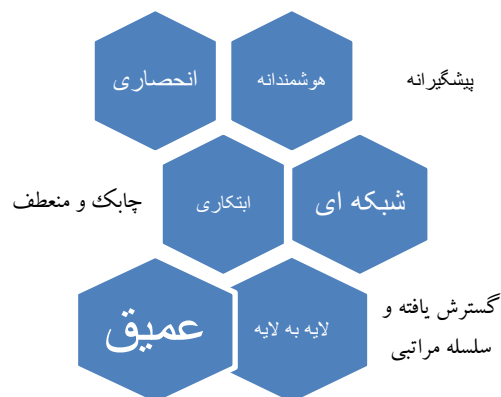 پیشگیرانه
هوشمندانه
انحصاری
شبکه ای
ابتکاری
چابک و منعطف
گسترش یافته و
سلسله مراتبی
لایه به لایه
عمیق